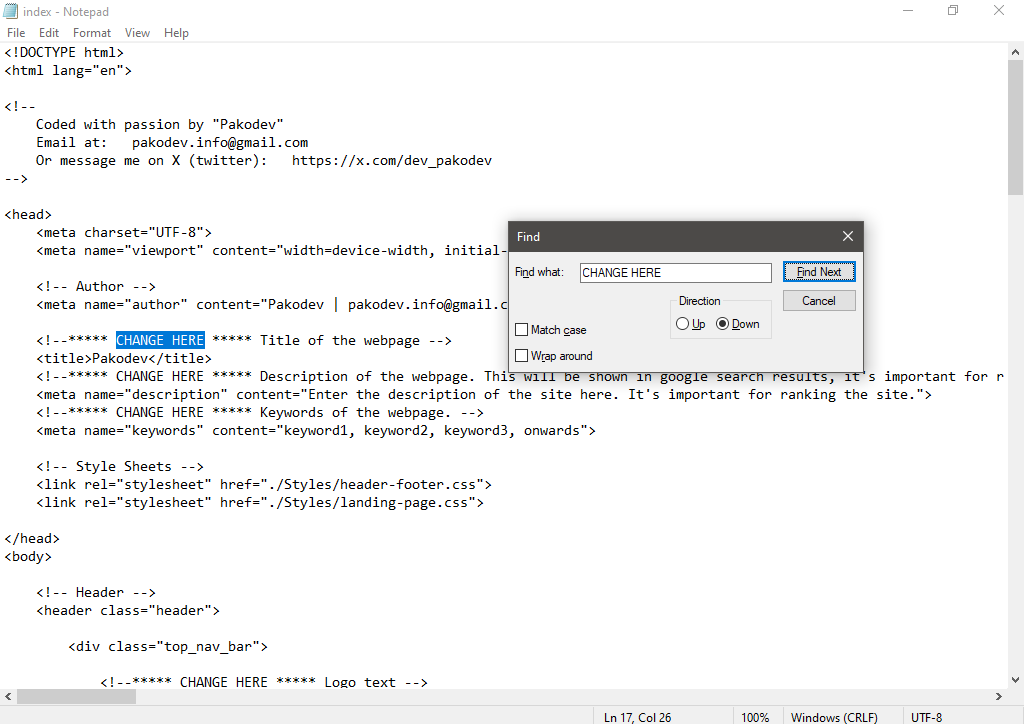 index - Notepad
File Edit Format View Help
<!DOCTYPE html>
<html lang="en">
<!--
Coded with passion by "Pakodev"
Email at:   pakodev.info@gmail.com
Or message me on X (twitter):   https://x.com/dev_pakodev
-->
<head>
<meta charset="UTF-8">
<meta name="viewport" content="width=device-width, initial-
<!-- Author -->
<meta name="author" content="Pakodev | pakodev.info@gmail.c
<!--***** CHANGE HERE ***** Title of the webpage -->
<title>Pakodev</title>
<!--***** CHANGE HERE ***** Description of the webpage. This will be shown in google search results, it's important for r
<meta name="description" content="Enter the description of the site here. It's important for ranking the site.">
<!--***** CHANGE HERE ***** Keywords of the webpage. -->
<meta name="keywords" content="keyword1, keyword2, keyword3, onwards">
<!-- Style Sheets -->
<link rel="stylesheet" href="./Styles/header-footer.css">
<link rel="stylesheet" href="./Styles/landing-page.css">
</head>
<body>
<!-- Header -->
<header class="header">
<div class="top_nav_bar">
<!--***** CHANGE HERE ***** Logo text -->
Find
Find what: CHANGE HERE Find Next
Direction Cancel
Up Down
Match case
Wrap around
Ln 17, Col 26 100% Windows (CRLF) UTF-8